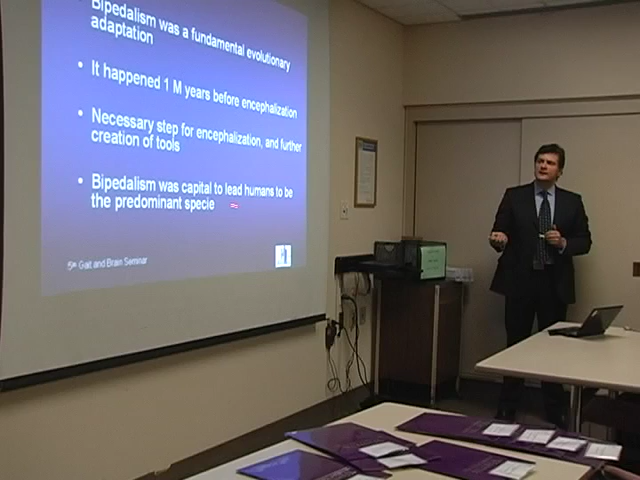 Bipedalism was a fundamental evolutionary
adaptation
• It happened 1 M years before encephalization
• Necessary step for encephalization, and further
creation of tools
• Bipedalism was capital to lead humans to be
the predominant specie
5th Gait and Brain Seminar